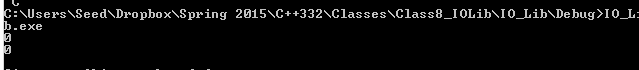 C:\Users\Seed\Dropbox\Spring 2015\C++332\Classes\Class8_IOLib\IO_Lib\Debug>IO_Li
b.exe
0
0